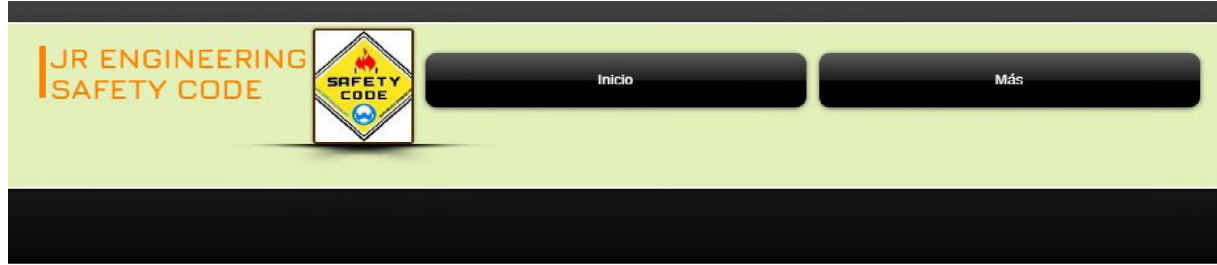 JR ENGINEERING
SAFETY CODE
SAFETY
CODE
Inicio
Más